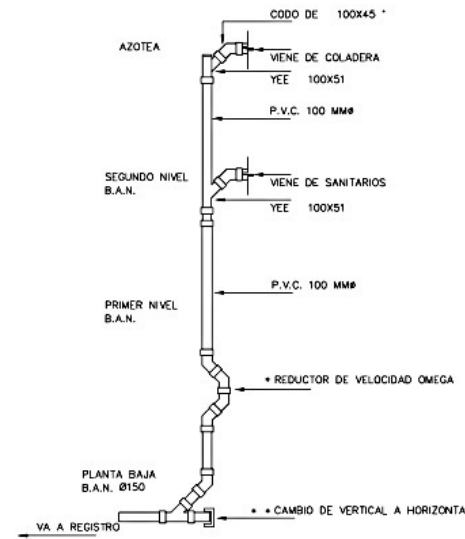 CODO DE 100X45 °
AZOTEA
VIENE DE COLADERA
YEE 100X51
P.V.C. 100 MMø
SEGUNDO NIVEL
B.A.N.
VIENE DE SANITARIOS
YEE 100X51
P.V.C. 100 MMø
PRIMER NIVEL
B.A.N.
* REDUCTOR DE VELOCIDAD OMEGA
PLANTA BAJA
B.A.N. Ø150
* * CAMBIO DE VERTICAL A HORIZONTA
VA A REGISTRO